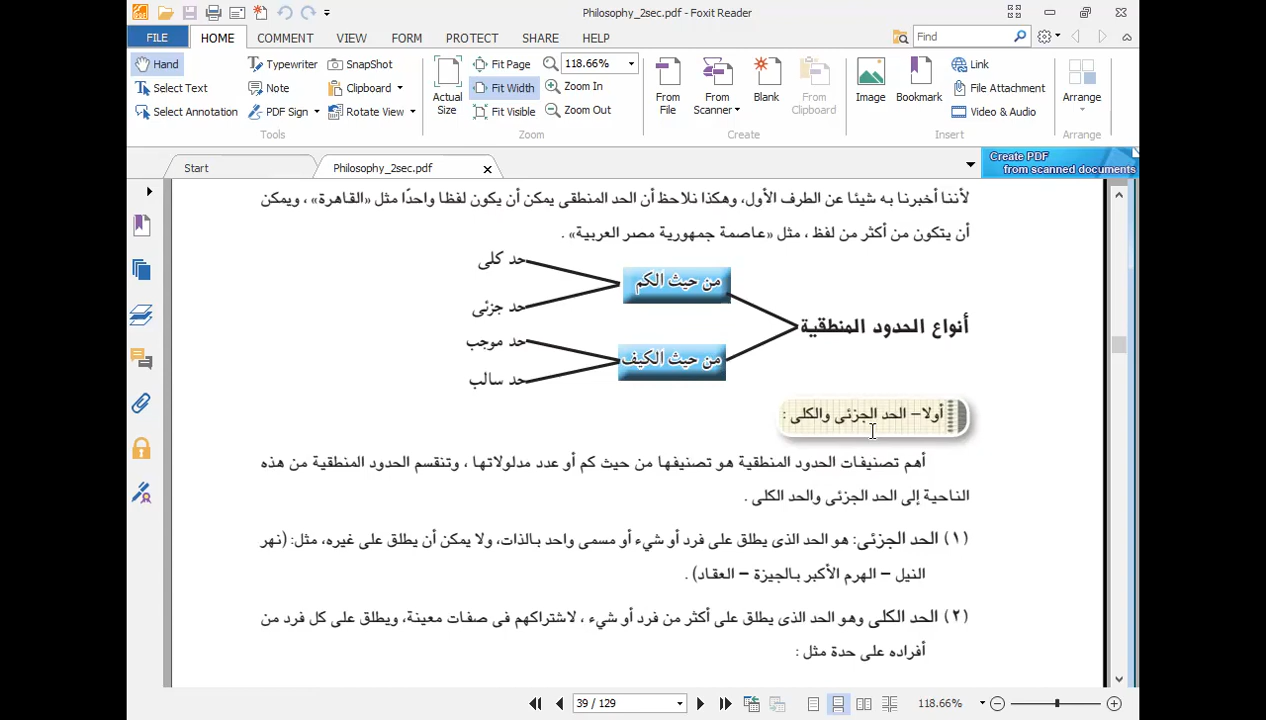 Philosophy_2sec.pdf - Foxit Reader
FILE HOME COMMENT VIEW FORM PROTECT SHARE HELP Find
Hand
Select Text
Select Annotation
Tools
Typewriter
Note
PDF Sign
SnapShot
Clipboard
Rotate View
Actual Size
Fit Page
Fit Width
Fit Visible
118.66%
Zoom In
Zoom Out
Zoom
From File
From Scanner
Blank
From Clipboard
Create
Image
Bookmark
Link
File Attachment
Video & Audio
Insert
Arrange
Arrange
Start
Philosophy_2sec.pdf
Create PDF
from scanned documents
لأننا أخبرنا به شيئا عن الطرف الأول، وهكذا نلاحظ أن الحد المنطقى يمكن أن يكون لفظا واحدًا مثل «القاهرة» ، ويمكن
أن يتكون من أكثر من لفظ ، مثل «عاصمة جمهورية مصر العربية» .
أنواع الحدود المنطقية
من حيث الكم
حد كلى
حد جزئى
من حيث الكيف
حد موجب
حد سالب
أولا– الحد الجزئى والكلى :
أهم تصنيفات الحدود المنطقية هو تصنيفها من حيث كم أو عدد مدلولاتها ، وتنقسم الحدود المنطقية من هذه
الناحية إلى الحد الجزئى والحد الكلى .
(١) الحد الجزئى: هو الحد الذى يطلق على فرد أو شيء أو مسمى واحد بالذات، ولا يمكن أن يطلق على غيره، مثل: (نهر
النيل – الهرم الأكبر بالجيزة – العقاد) .
(٢) الحد الكلى وهو الحد الذى يطلق على أكثر من فرد أو شيء ، لاشتراكهم فى صفات معينة، ويطلق على كل فرد من
أفراده على حدة مثل :
39 / 129
118.66%